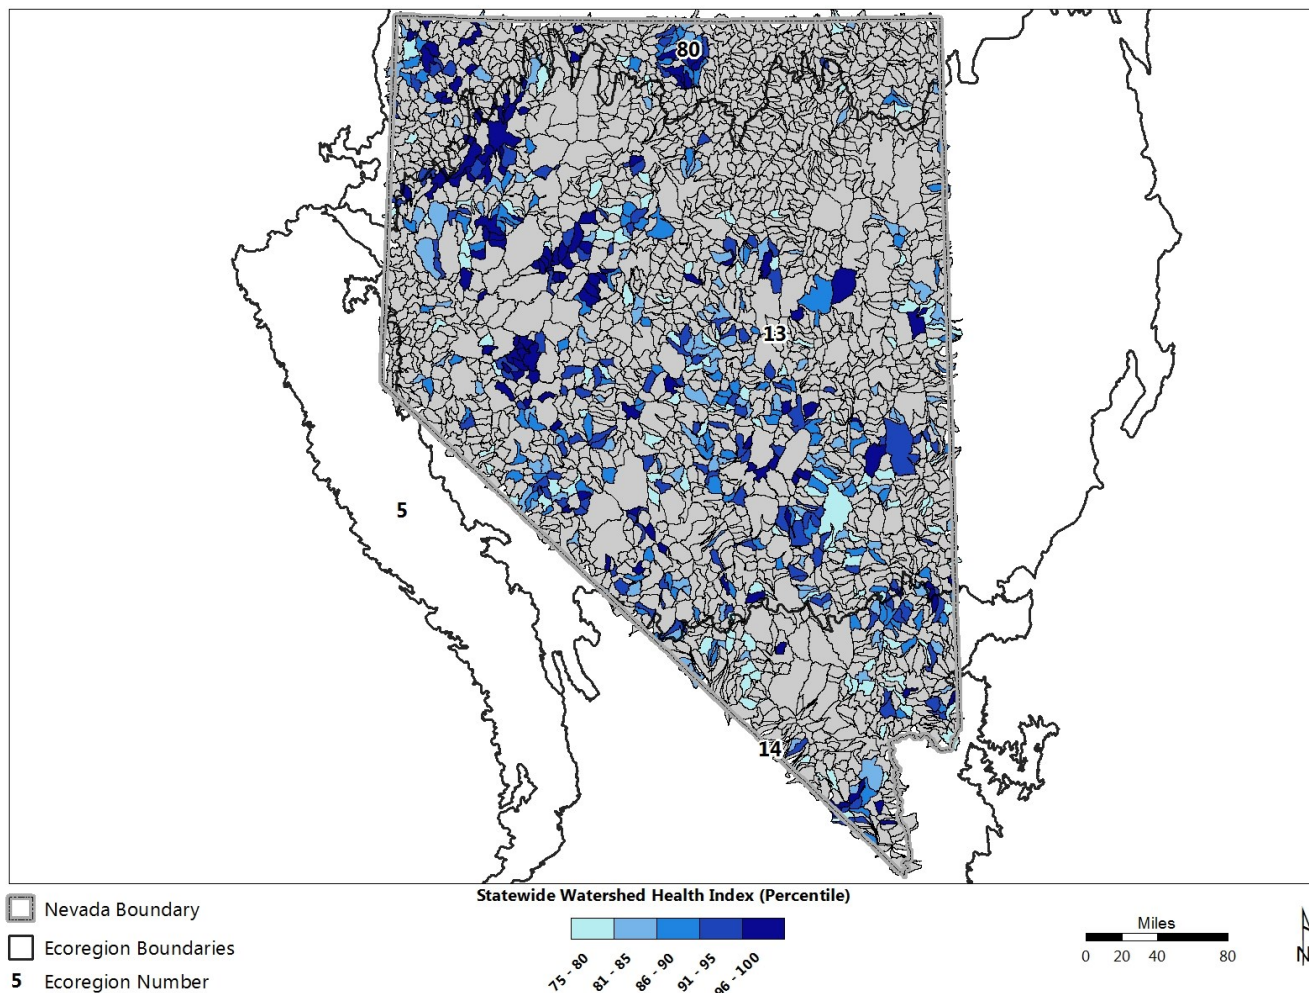 80
13
5
14
Statewide Watershed Health Index (Percentile)
75 - 80
81 - 85
86 - 90
91 - 95
96 - 100
Nevada Boundary
Ecoregion Boundaries
5 Ecoregion Number
Miles
0 20 40 80
N